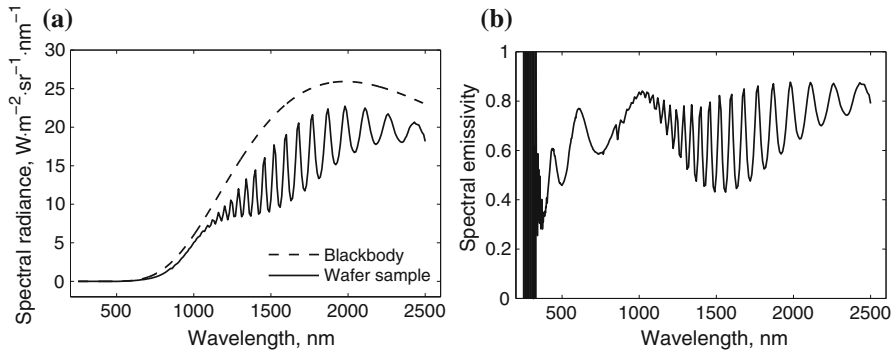 (a)
Spectral radiance, W·m⁻²·sr⁻¹·nm⁻¹
30
25
20
15
10
5
0
500
1000
1500
2000
2500
Wavelength, nm
Blackbody
Wafer sample
(b)
Spectral emissivity
1
0.8
0.6
0.4
0.2
0
500
1000
1500
2000
2500
Wavelength, nm